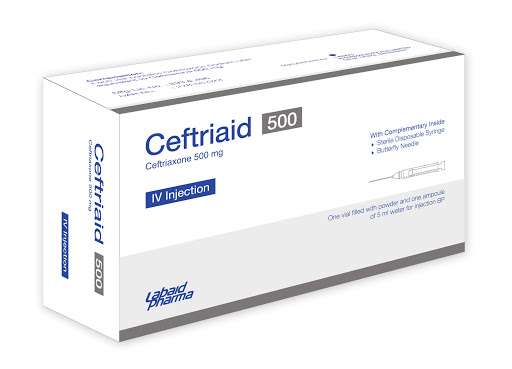 Ceftriaid 500
Ceftriaxone 500 mg
IV Injection
With Complementary Inside
• Sterile Disposable Syringe
• Butterfly Needle
One vial filled with powder and one ampoule
of 5 ml water for injection BP
Labaid
pharma
Ceftriaid 500
Ceftriaxone 500 mg
IV Injection